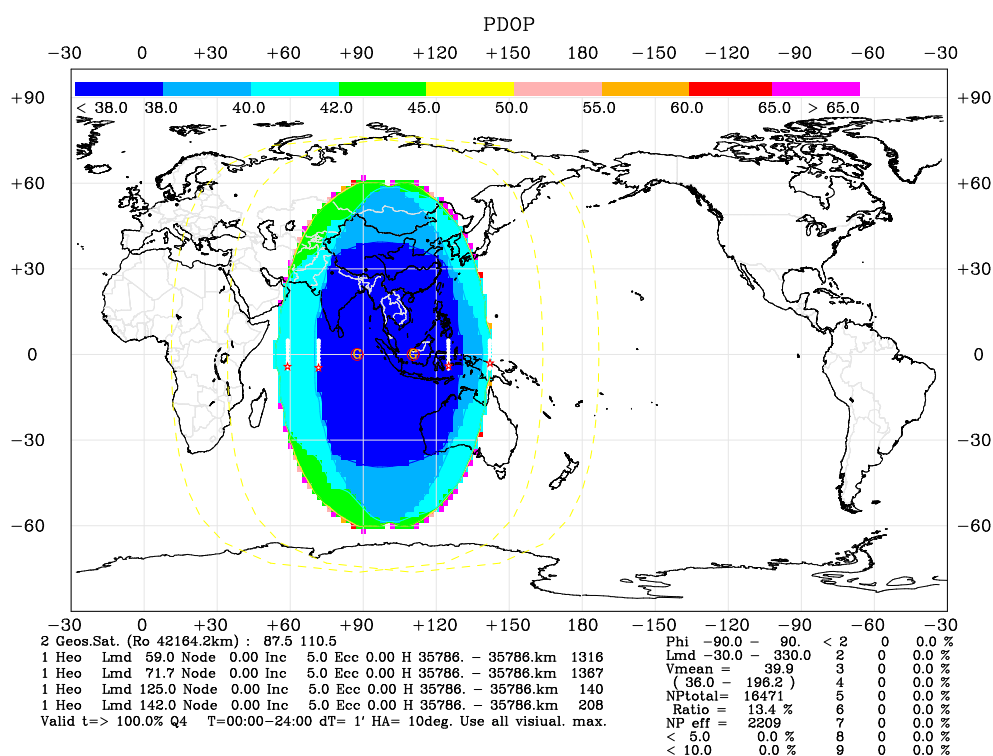 PDOP
−30 0 +30 +60 +90 +120 +150 180 −150 −120 −90 −60 −30
+90 +90
< 38.0 38.0 40.0 42.0 45.0 50.0 55.0 60.0 65.0 > 65.0
+60 +60
+30 +30
0 0
−30 −30
−60 −60
−30 0 +30 +60 +90 +120 +150 180 −150 −120 −90 −60 −30
2 Geos.Sat. (Ro 42164.2km) : 87.5 110.5
1 Heo Lmd 59.0 Node 0.00 Inc 5.0 Ecc 0.00 H 35786. − 35786.km 1316
1 Heo Lmd 71.7 Node 0.00 Inc 5.0 Ecc 0.00 H 35786. − 35786.km 1367
1 Heo Lmd 125.0 Node 0.00 Inc 5.0 Ecc 0.00 H 35786. − 35786.km 140
1 Heo Lmd 142.0 Node 0.00 Inc 5.0 Ecc 0.00 H 35786. − 35786.km 208
Valid t=> 100.0% Q4 T=00:00−24:00 dT= 1' HA= 10deg. Use all visiual. max.
Phi −90.0 − 90. < 2 0 0.0 %
Lmd −30.0 − 330.0 2 0 0.0 %
Vmean = 39.9 3 0 0.0 %
( 36.0 − 196.2 ) 4 0 0.0 %
NPtotal= 16471 5 0 0.0 %
Ratio = 13.4 % 6 0 0.0 %
NP eff = 2209 7 0 0.0 %
< 5.0 0.0 % 8 0 0.0 %
< 10.0 0.0 % 9 0 0.0 %